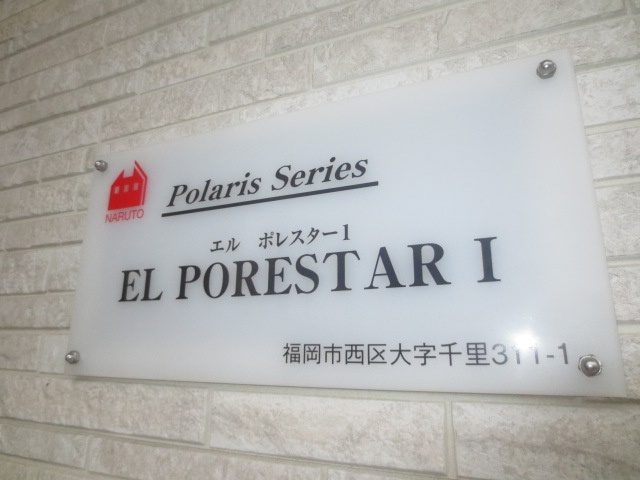 NARUTO
Polaris Series
エル ポレスター1
EL PORESTAR I
福岡市西区大字千里311-1